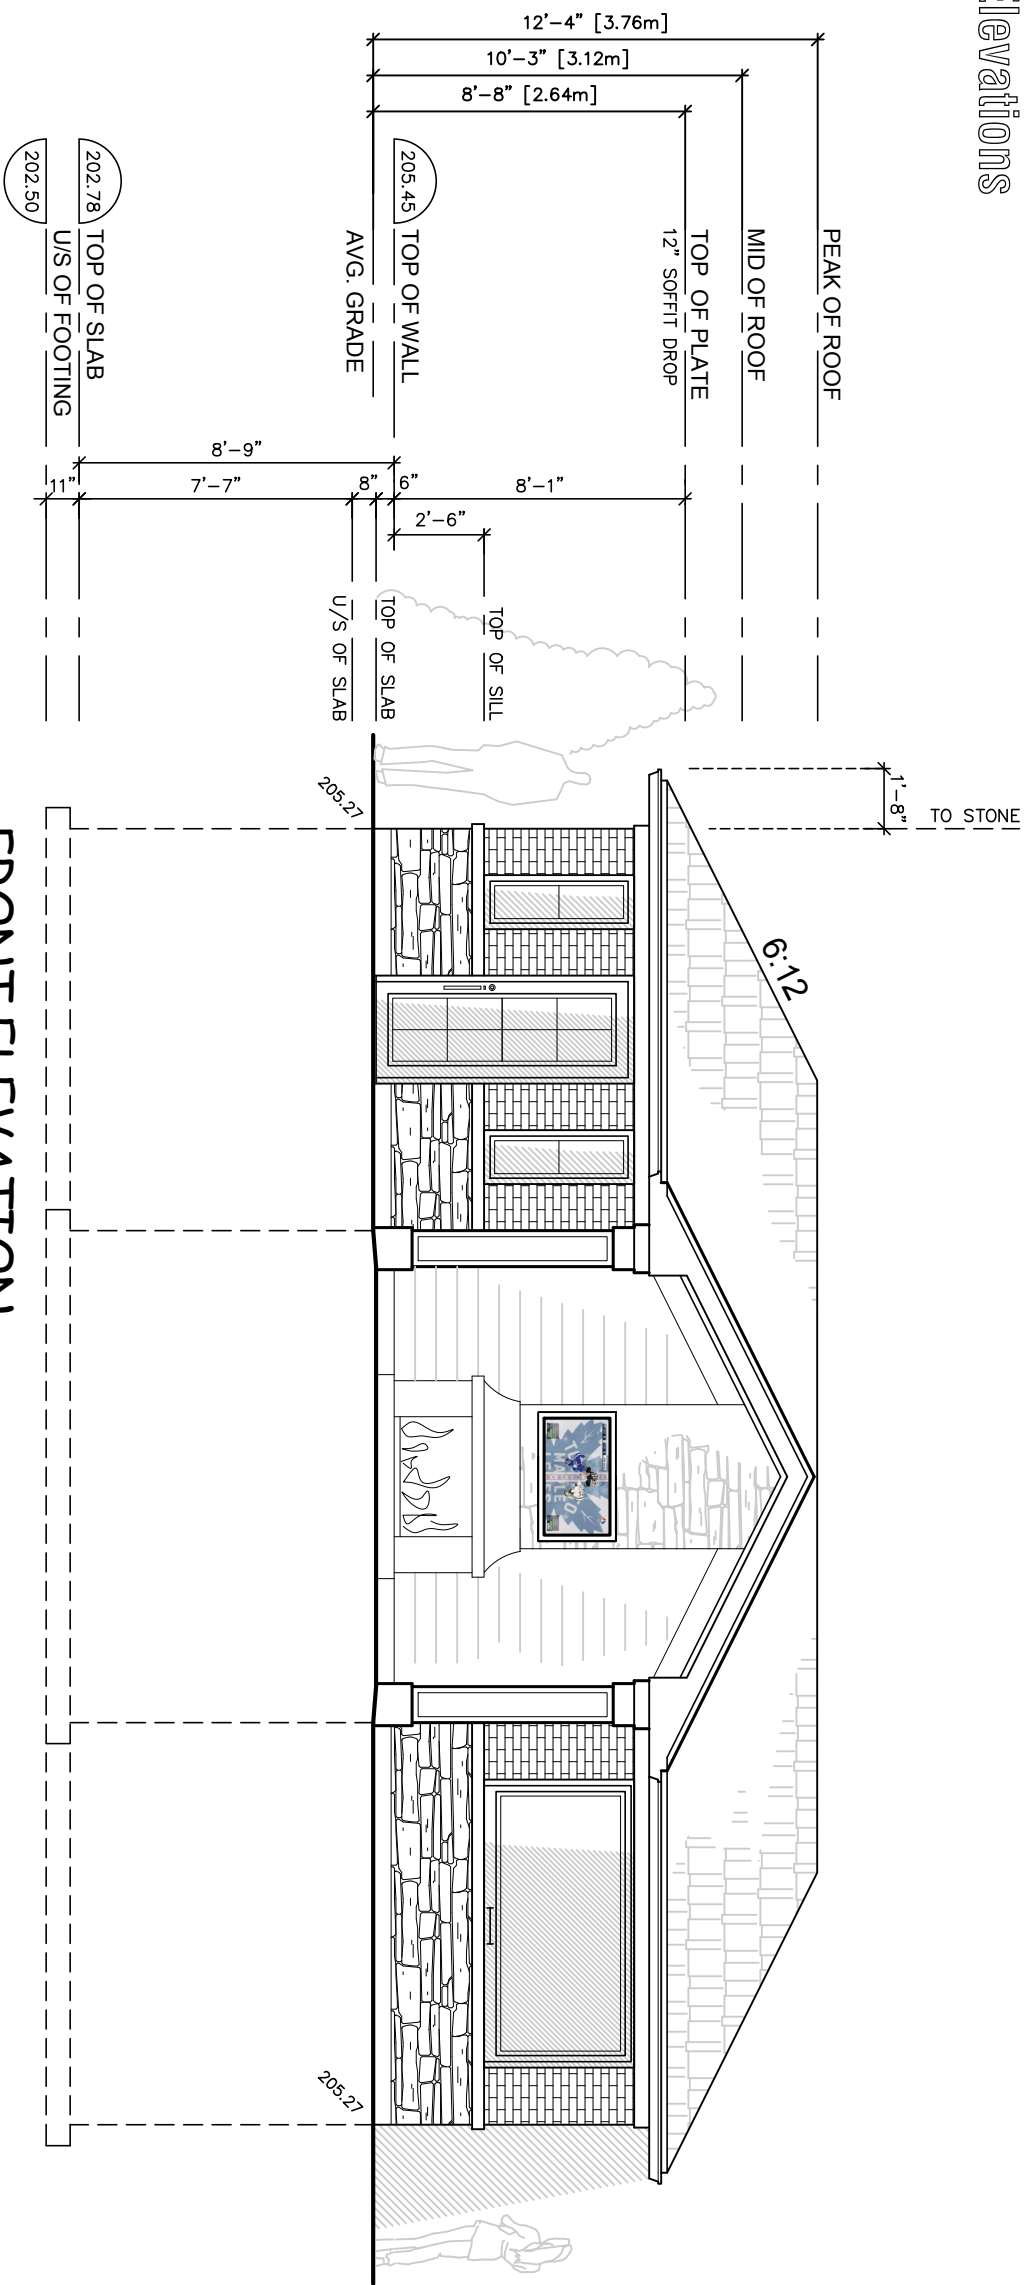 Elevations
12'-4" [3.76m]
10'-3" [3.12m]
8'-8" [2.64m]
PEAK OF ROOF
MID OF ROOF
TOP OF PLATE
12" SOFFIT DROP
205.45
TOP OF WALL
AVG. GRADE
202.78
TOP OF SLAB
202.50
U/S OF FOOTING
8'-9"
11"
7'-7"
8"
6"
8'-1"
2'-6"
TOP OF SILL
TOP OF SLAB
U/S OF SLAB
1'-8"
TO STONE
205.27
6:12
205.27
FRONT ELEVATION